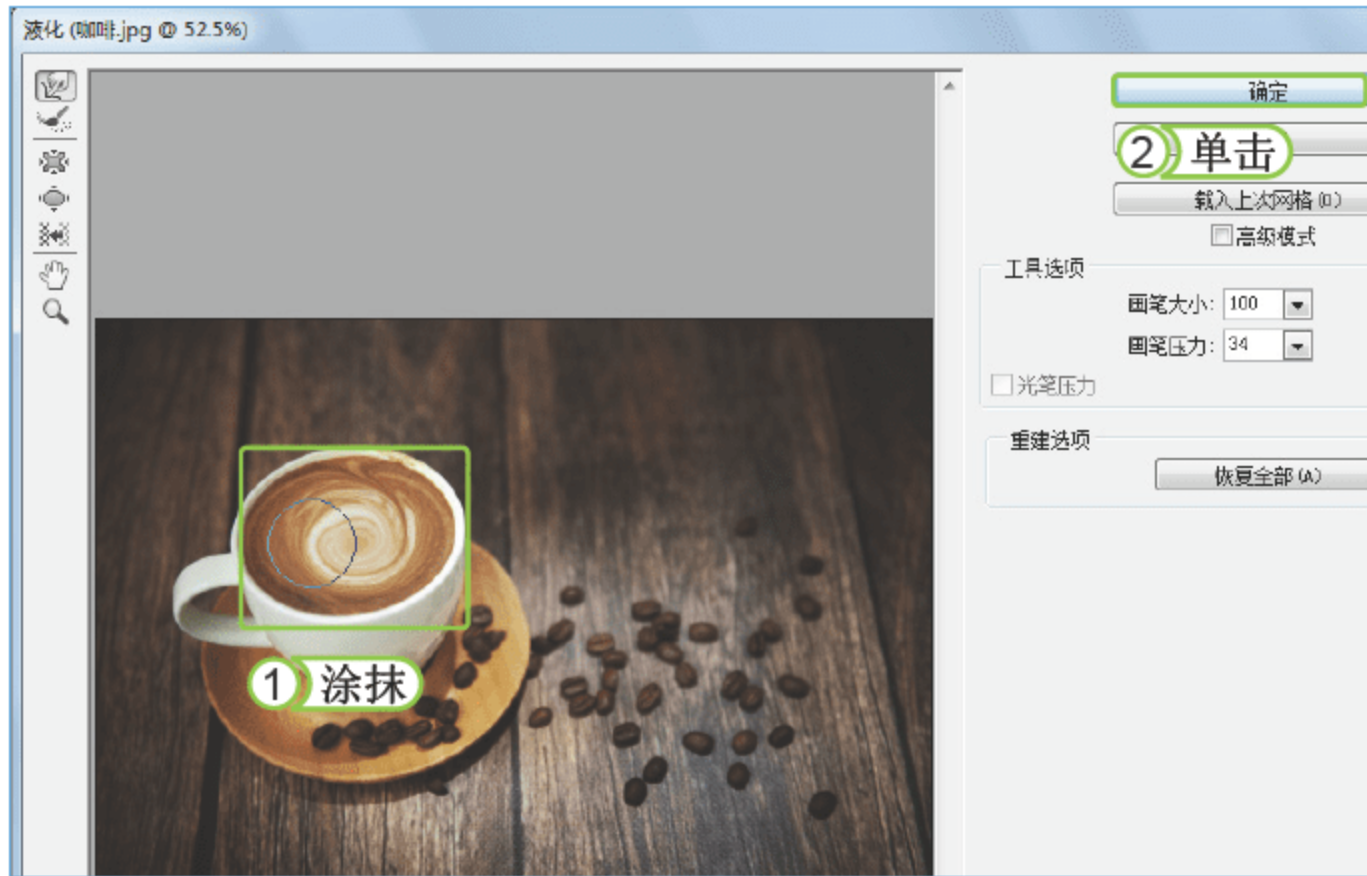 液化 (咖啡.jpg @ 52.5%)
确定
② 单击
载入上次网格(O)
高级模式
工具选项
画笔大小: 100
画笔压力: 34
光笔压力
重建选项
恢复全部(A)
① 涂抹